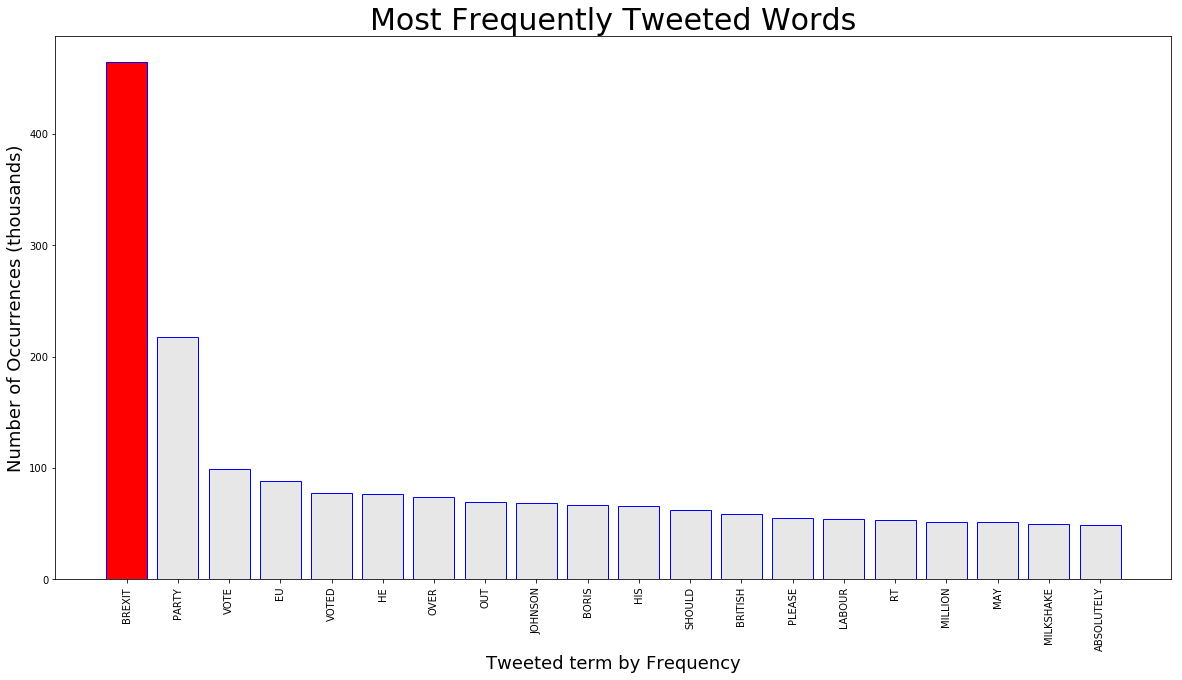 Most Frequently Tweeted Words
Number of Occurrences (thousands)
400
300
200
100
0
BREXIT
PARTY
VOTE
EU
VOTED
HE
OVER
OUT
JOHNSON
BORIS
HIS
SHOULD
BRITISH
PLEASE
LABOUR
RT
MILLION
MAY
MILKSHAKE
ABSOLUTELY
Tweeted term by Frequency